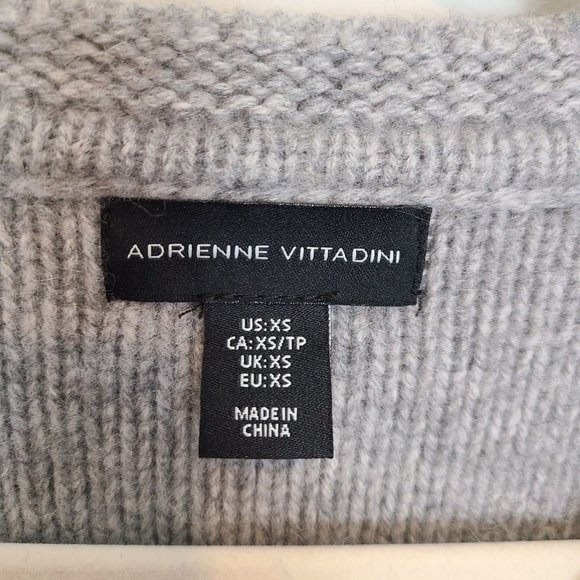 ADRIENNE VITTADINI
US:XS
CA:XS/TP
UK:XS
EU:XS
MADE IN
CHINA